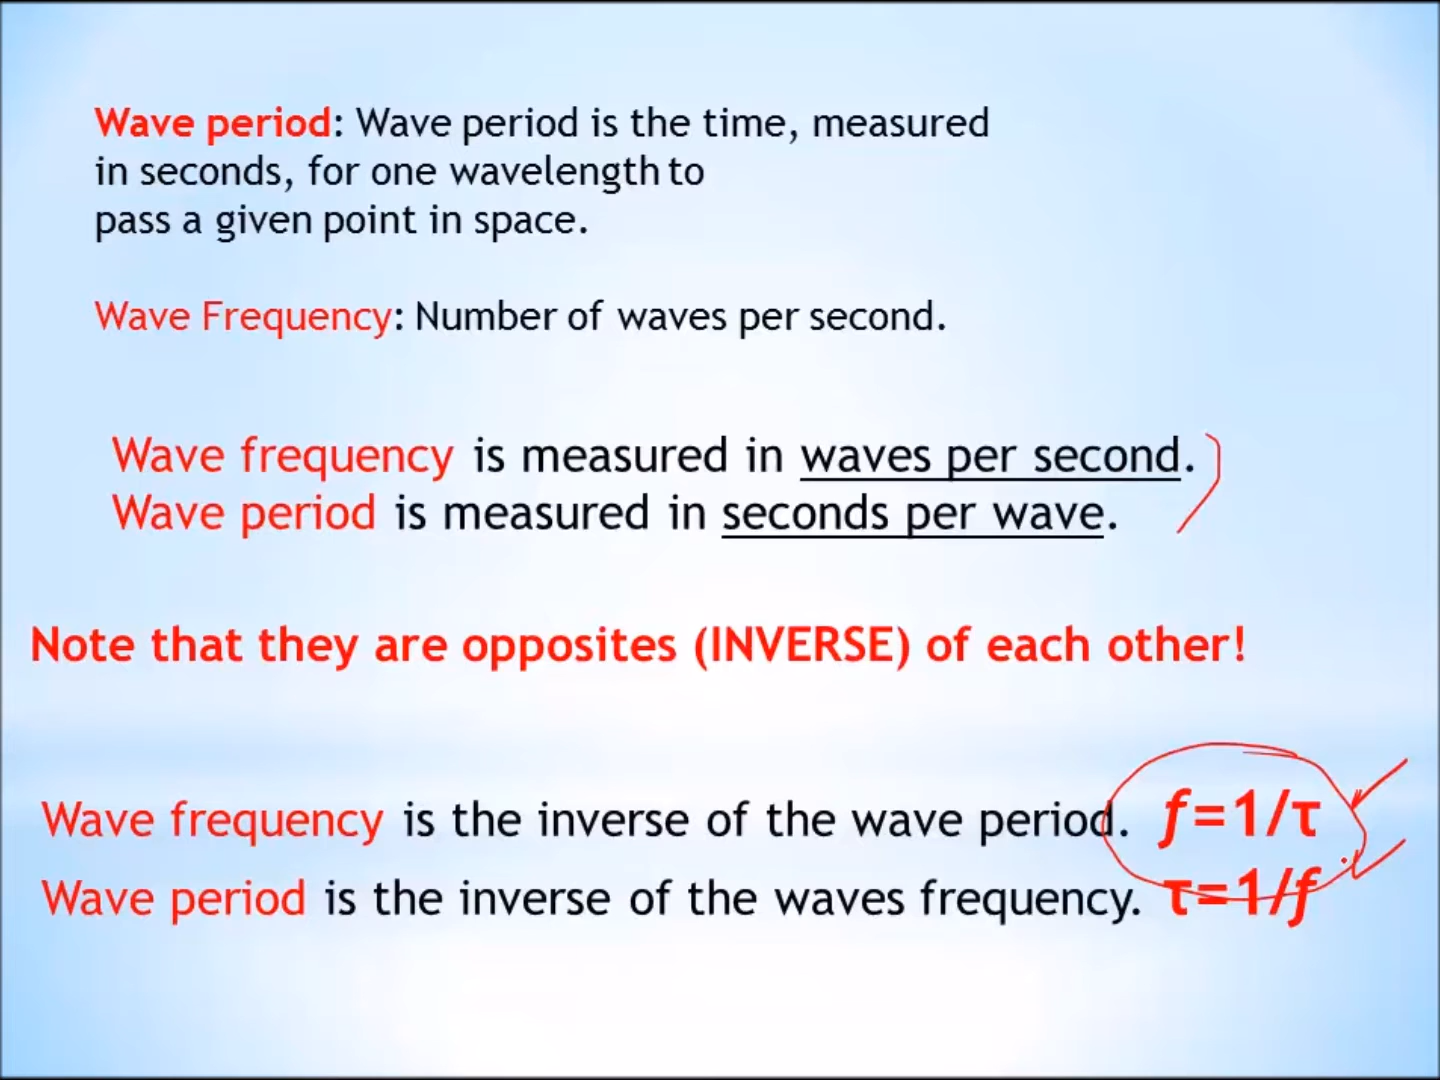 Wave period: Wave period is the time, measured
in seconds, for one wavelength to
pass a given point in space.
Wave Frequency: Number of waves per second.
Wave frequency is measured in waves per second.
Wave period is measured in seconds per wave.
Note that they are opposites (INVERSE) of each other!
Wave frequency is the inverse of the wave period. ƒ=1/τ
Wave period is the inverse of the waves frequency. τ=1/ƒ